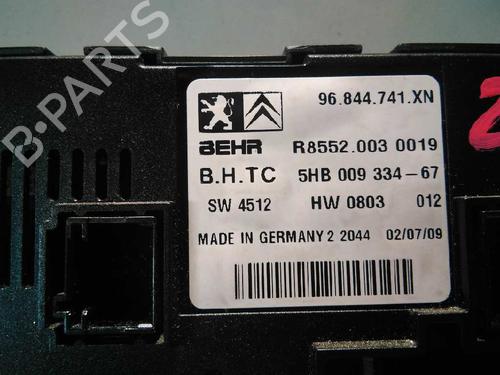 96.844.741.XN
BEHR R8552.003 0019
B.H.TC 5HB 009 334-67
SW 4512 HW 0803 012
MADE IN GERMANY 2 2044 02/07/09
B-PARTS